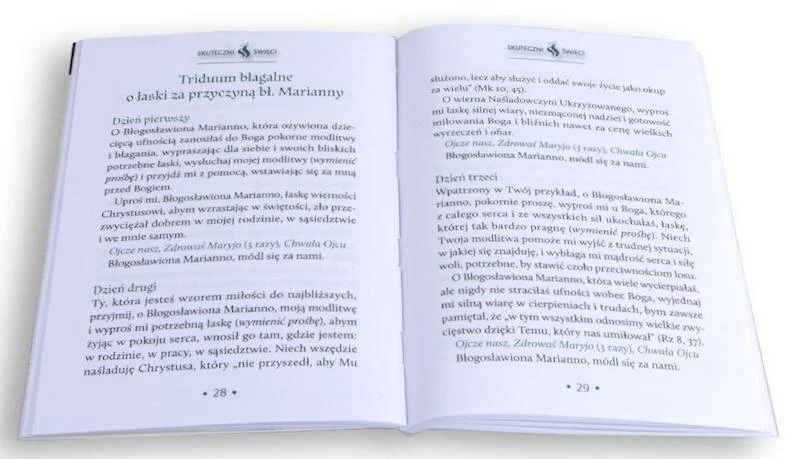 SKUTECZNI ŚWIĘCI
Triduum błagalne
o łaski za przyczyną bł. Marianny
Dzień pierwszy
O Błogosławiona Marianno, która ożywiona dzie-
cięcą ufnością zanosiłaś do Boga pokorne modlitwy
i błagania, wypraszając dla siebie i swoich bliskich
potrzebne łaski, wysłuchaj mojej modlitwy (wymienić
prośbę) i przyjdź mi z pomocą, wstawiając się za mną
przed Bogiem.
Uproś mi, Błogosławiona Marianno, łaskę wierności
Chrystusowi, abym wzrastając w świętości, zło prze-
zwyciężał dobrem w mojej rodzinie, w sąsiedztwie
i we mnie samym.
Ojcze nasz, Zdrowaś Maryjo (3 razy), Chwała Ojcu
Błogosławiona Marianno, módl się za nami.
Dzień drugi
Ty, która jesteś wzorem miłości do najbliższych,
przyjmij, o Błogosławiona Marianno, moją modlitwę
i wyproś mi potrzebną łaskę (wymienić prośbę), abym
żyjąc w pokoju serca, wnosił go tam, gdzie jestem:
w rodzinie, w pracy, w sąsiedztwie. Niech wszędzie
naśladuję Chrystusa, który „nie przyszedł, aby Mu
• 28 •
SKUTECZNI ŚWIĘCI
służono, lecz aby służyć i oddać swoje życie jako okup
za wielu” (Mk 10, 45).
O wierna Naśladowczyni Ukrzyżowanego, wyproś
mi łaskę silnej wiary, niezmąconej nadziei i gotowość
miłowania Boga i bliźnich nawet za cenę wielkich
wyrzeczeń i ofiar.
Ojcze nasz, Zdrowaś Maryjo (3 razy), Chwała Ojcu
Błogosławiona Marianno, módl się za nami.
Dzień trzeci
Wpatrzony w Twój przykład, o Błogosławiona Ma-
rianno, pokornie proszę, wyproś mi u Boga, którego
z całego serca i ze wszystkich sił ukochałaś, łaskę,
której tak bardzo pragnę (wymienić prośbę). Niech
Twoja modlitwa pomoże mi wyjść z trudnej sytuacji,
w jakiej się znajduję, i wybłaga mi mądrość serca i siłę
woli, potrzebne, by stawić czoło przeciwnościom losu.
O Błogosławiona Marianno, która wiele wycierpiałaś,
ale nigdy nie straciłaś ufności wobec Boga, wyjednaj
mi silną wiarę w cierpieniach i trudach, bym zawsze
pamiętał, że „w tym wszystkim odnosimy wielkie zwy-
cięstwo dzięki Temu, który nas umiłował” (Rz 8, 37).
Ojcze nasz, Zdrowaś Maryjo (3 razy), Chwała Ojcu
Błogosławiona Marianno, módl się za nami.
• 29 •